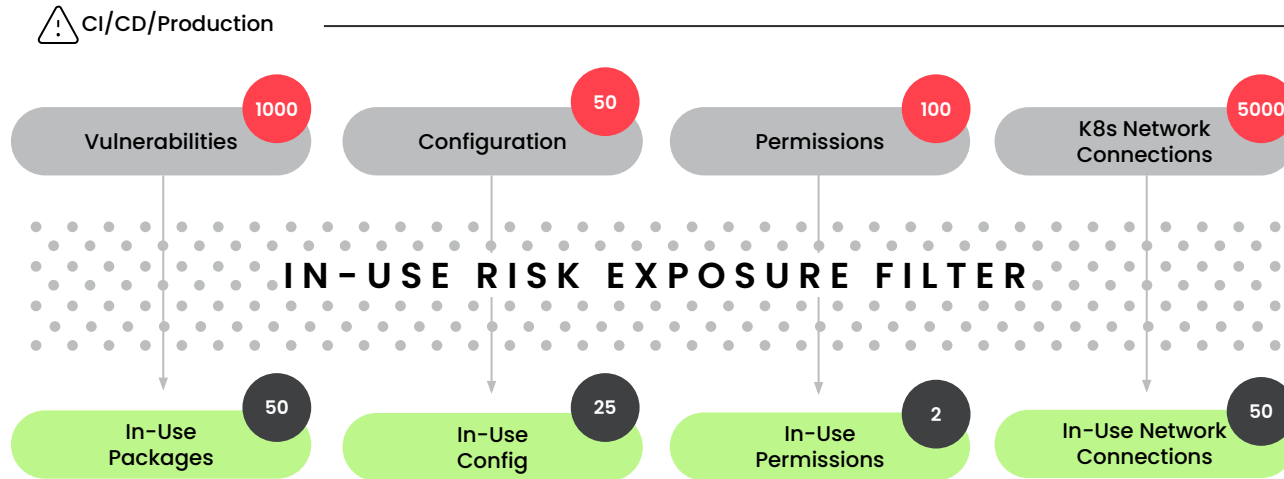 CI/CD/Production
1000
50
100
5000
Vulnerabilities
Configuration
Permissions
K8s Network
Connections
IN-USE RISK EXPOSURE FILTER
50
25
2
50
In-Use
Packages
In-Use
Config
In-Use
Permissions
In-Use Network
Connections